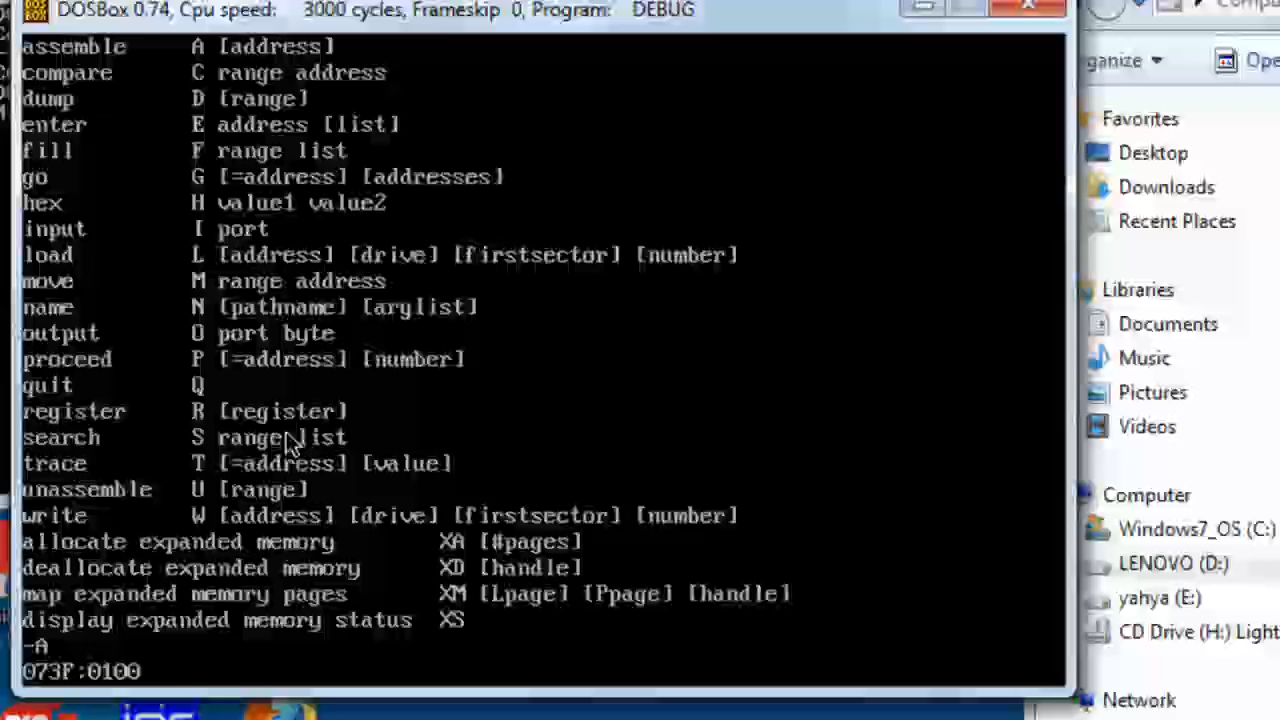 DOSBox 0.74, Cpu speed: 3000 cycles, Frameskip 0, Program: DEBUG
assemble A [address]
compare C range address
dump D [range]
enter E address [list]
fill F range list
go G [=address] [addresses]
hex H value1 value2
input I port
load L [address] [drive] [firstsector] [number]
move M range address
name N [pathname] [arglist]
output O port byte
proceed P [=address] [number]
quit Q
register R [register]
search S range list
trace T [=address] [value]
unassemble U [range]
write W [address] [drive] [firstsector] [number]
allocate expanded memory XA [#pages]
deallocate expanded memory XD [handle]
map expanded memory pages XM [Lpage] [Ppage] [handle]
display expanded memory status XS
-A
073F:0100
Compu
rganize
Ope
Favorites
Desktop
Downloads
Recent Places
Libraries
Documents
Music
Pictures
Videos
Computer
Windows7_OS (C:)
LENOVO (D:)
yahya (E:)
CD Drive (H:) Light
Network